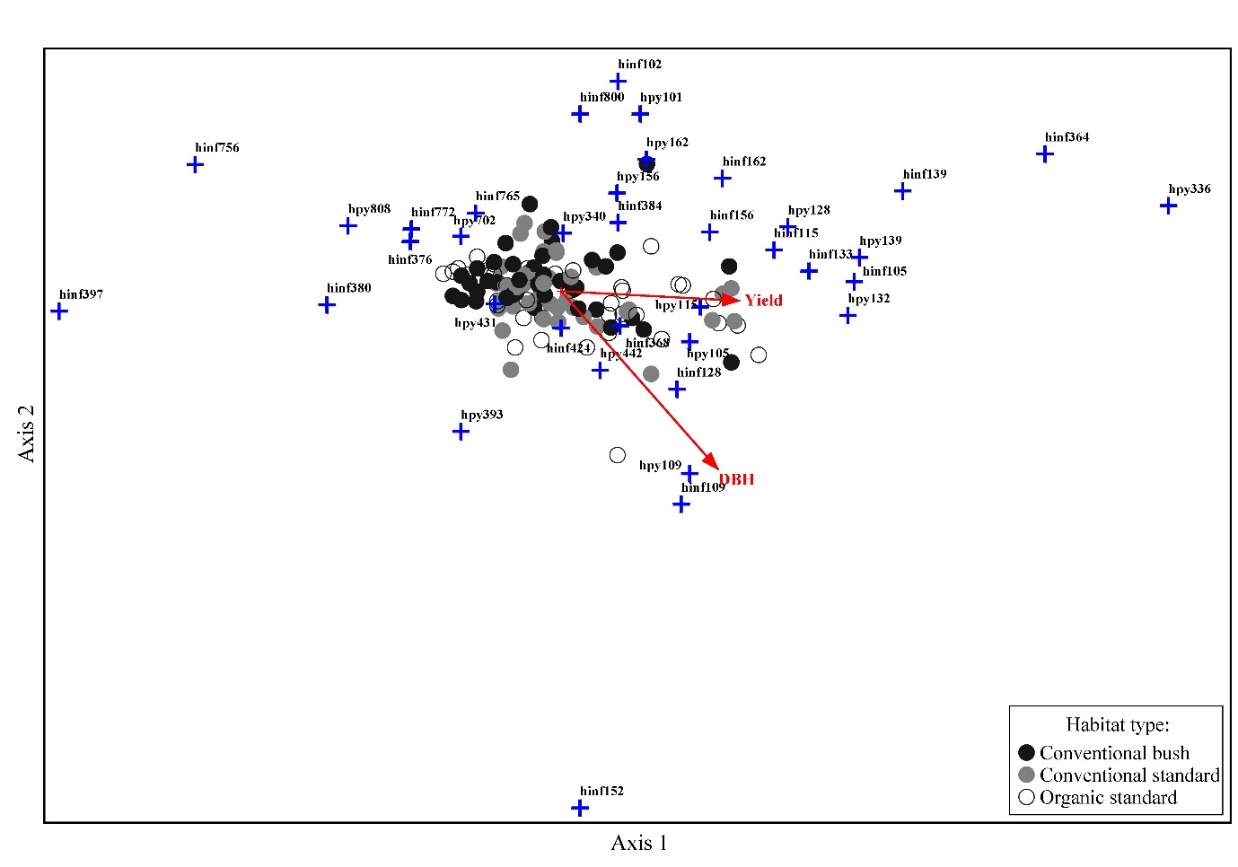 hinf102
hinf800
hpy101
hpy162
hinf756
hinf162
hinf364
hpy156
hinf139
hpy336
hinf765
hpy808
hinf772
hpy702
hpy340
hinf384
hinf156
hpy128
hinf115
hinf376
hinf133
hpy139
hinf105
hinf397
hinf380
hpy115
Yield
hpy132
hpy431
hinf424
hpy442
hinf368
hpy105
hinf128
hpy393
hpy109
DBH
hinf109
hinf152
Axis 2
Axis 1
Habitat type:
Conventional bush
Conventional standard
Organic standard